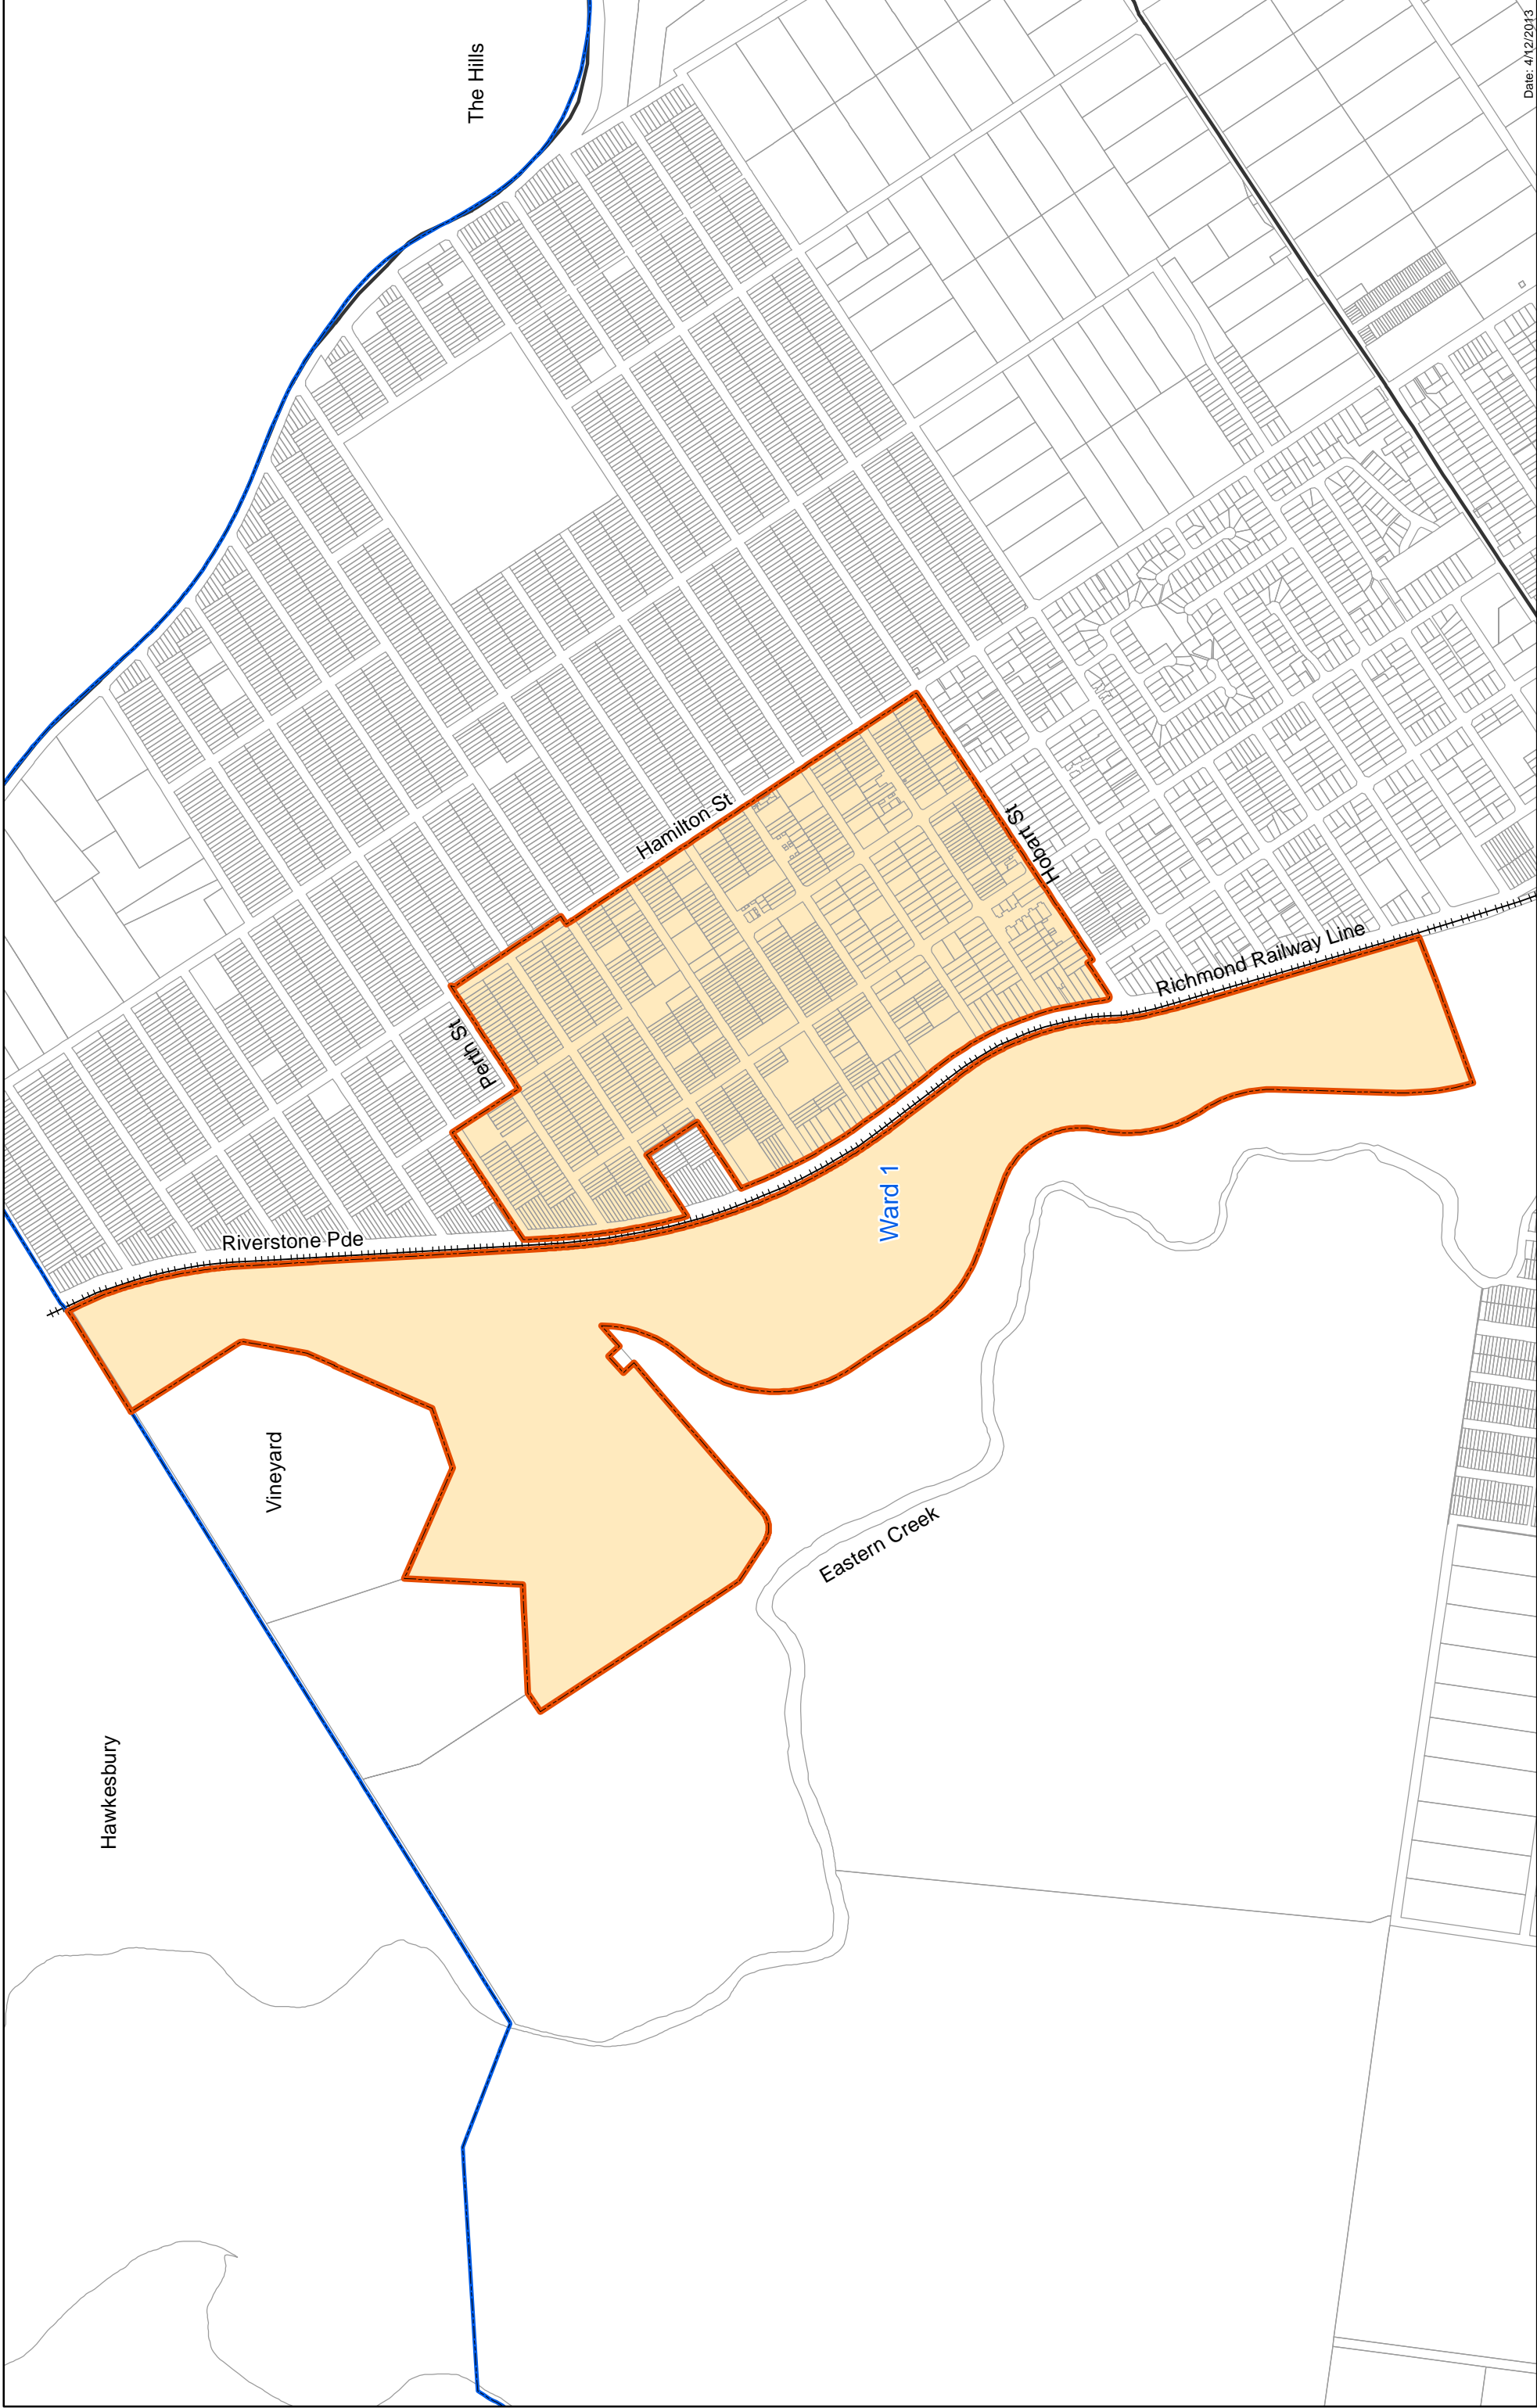 The Hills
Date: 4/12/2013
Hamilton St
Hobart St
Richmond Railway Line
Perth St
Riverstone Pde
Ward 1
Vineyard
Eastern Creek
Hawkesbury